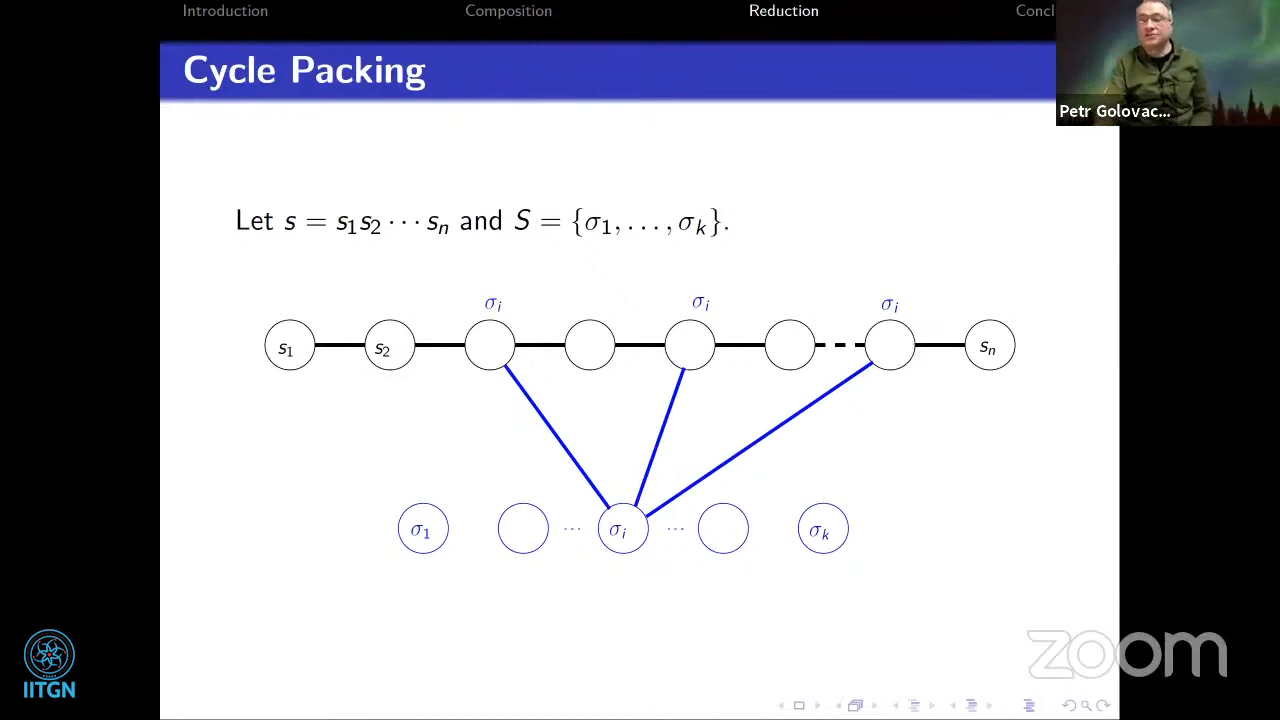 Introduction Composition Reduction Concl
Cycle Packing
Petr Golovac...
Let s = s₁s₂ ⋯ sₙ and S = {σ₁, …, σₖ}.
σᵢ σᵢ σᵢ
s₁ s₂ sₙ
σ₁ ⋯ σᵢ ⋯ σₖ
IITGN
zoom